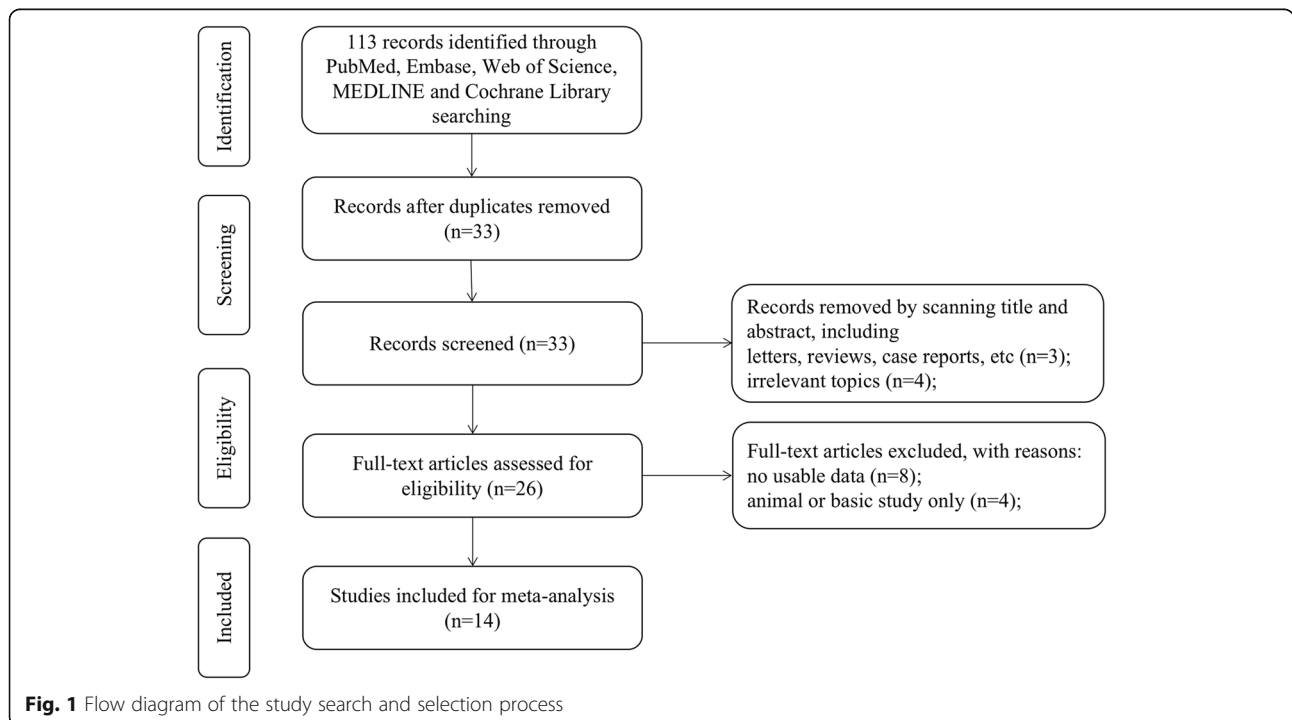 Identification
113 records identified through
PubMed, Embase, Web of Science,
MEDLINE and Cochrane Library
searching
Screening
Records after duplicates removed
(n=33)
Records screened (n=33)
Records removed by scanning title and
abstract, including
letters, reviews, case reports, etc (n=3);
irrelevant topics (n=4);
Eligibility
Full-text articles assessed for
eligibility (n=26)
Full-text articles excluded, with reasons:
no usable data (n=8);
animal or basic study only (n=4);
Included
Studies included for meta-analysis
(n=14)
Fig. 1 Flow diagram of the study search and selection process